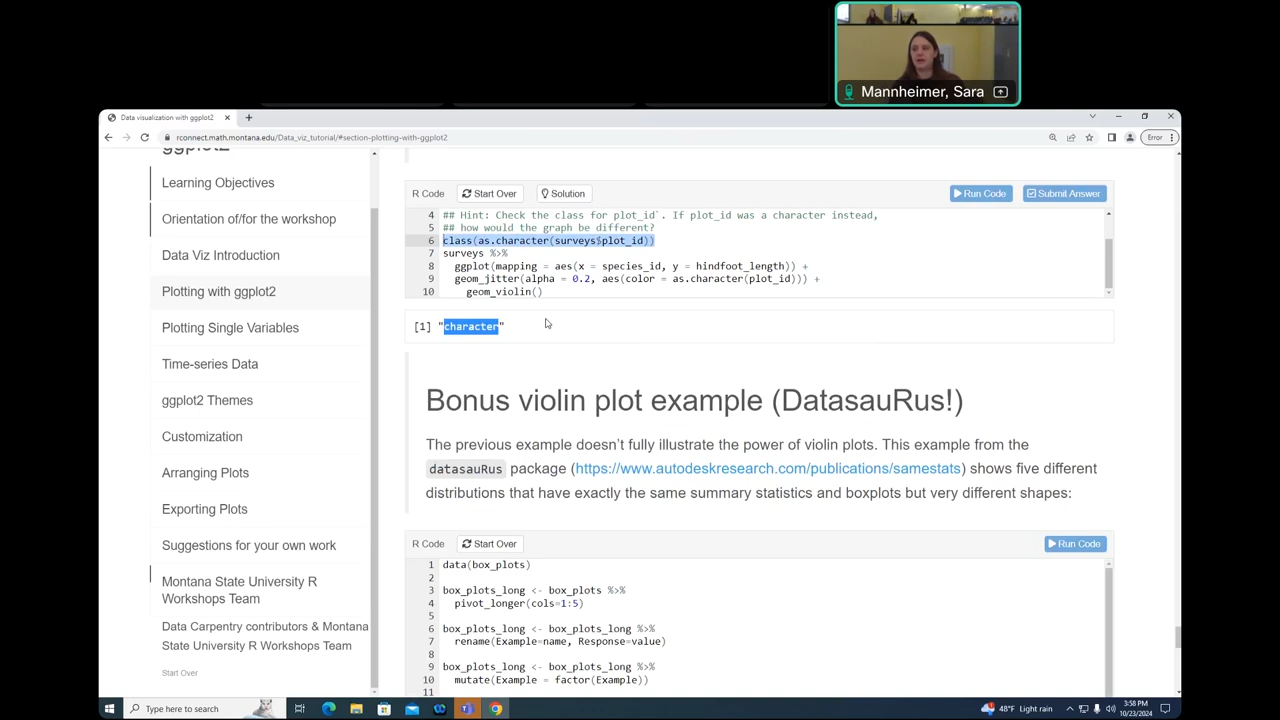 Mannheimer, Sara
Data visualization with ggplot2
rconnect.math.montana.edu/Data_viz_tutorial/#section-plotting-with-ggplot2
Error
ggplot2
Learning Objectives
Orientation of/for the workshop
Data Viz Introduction
Plotting with ggplot2
Plotting Single Variables
Time-series Data
ggplot2 Themes
Customization
Arranging Plots
Exporting Plots
Suggestions for your own work
Montana State University R
Workshops Team
Data Carpentry contributors & Montana
State University R Workshops Team
Start Over
R Code Start Over Solution Run Code Submit Answer
4 ## Hint: Check the class for plot_id`. If plot_id was a character instead,
5 ## how would the graph be different?
6 class(as.character(surveys$plot_id))
7 surveys %>%
8 ggplot(mapping = aes(x = species_id, y = hindfoot_length)) +
9 geom_jitter(alpha = 0.2, aes(color = as.character(plot_id))) +
10 geom_violin()
[1] "character"
Bonus violin plot example (DatasauRus!)
The previous example doesn’t fully illustrate the power of violin plots. This example from the
datasauRus package (https://www.autodeskresearch.com/publications/samestats) shows five different
distributions that have exactly the same summary statistics and boxplots but very different shapes:
R Code Start Over Run Code
1 data(box_plots)
2
3 box_plots_long <- box_plots %>%
4 pivot_longer(cols=1:5)
5
6 box_plots_long <- box_plots_long %>%
7 rename(Example=name, Response=value)
8
9 box_plots_long <- box_plots_long %>%
10 mutate(Example = factor(Example))
11
Type here to search
48°F Light rain
3:58 PM
10/23/2024